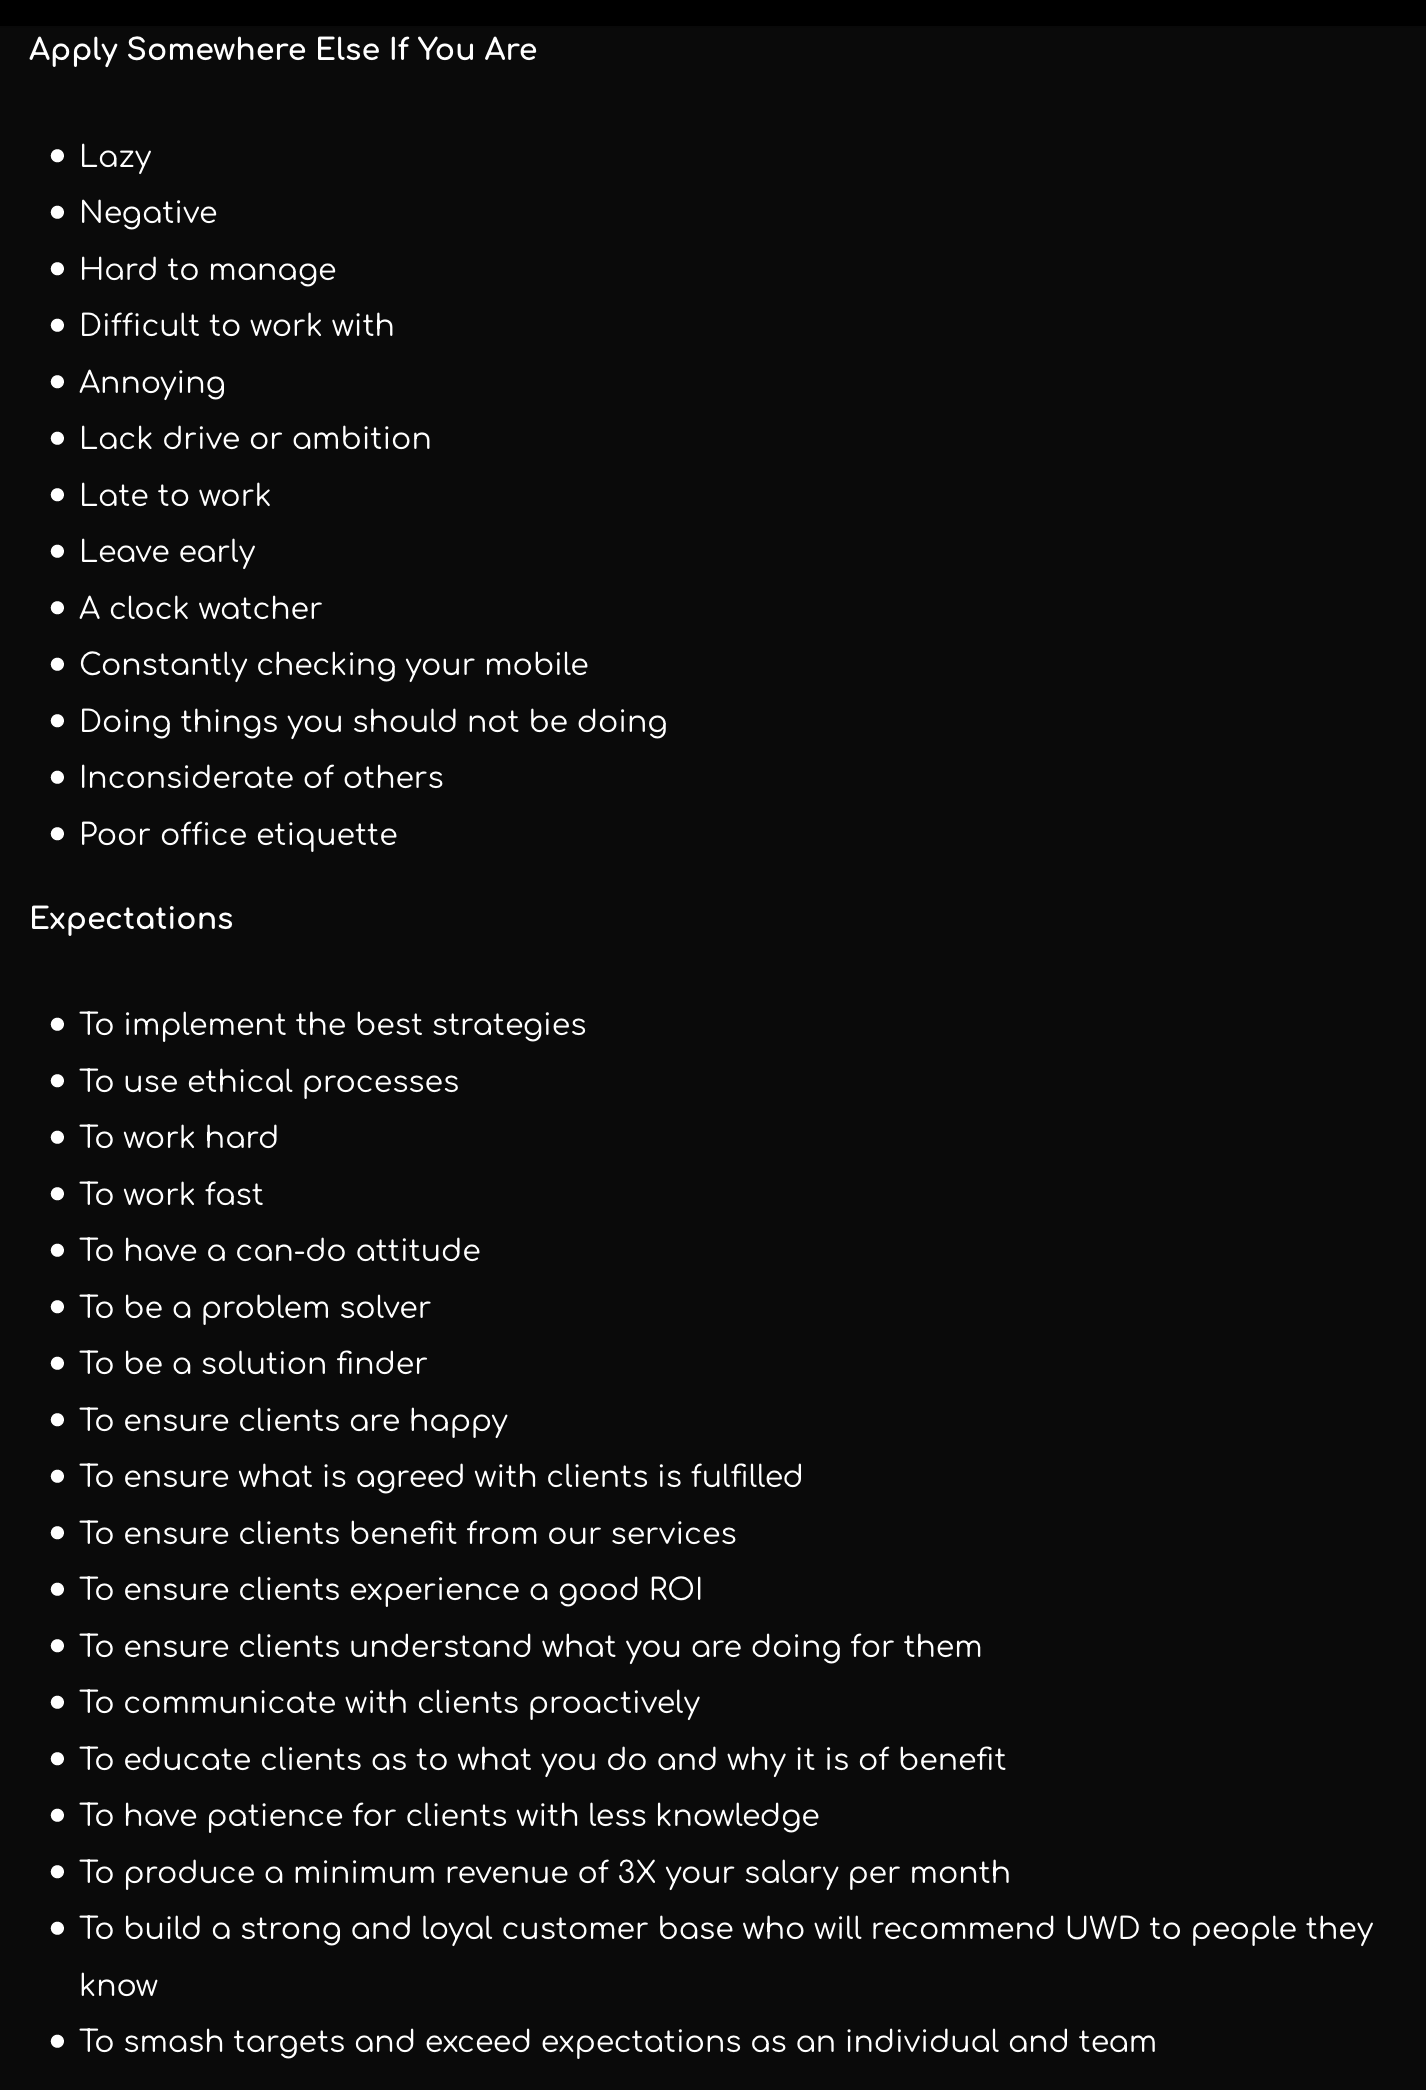 Apply Somewhere Else If You Are
• Lazy
• Negative
• Hard to manage
• Difficult to work with
• Annoying
• Lack drive or ambition
• Late to work
• Leave early
• A clock watcher
• Constantly checking your mobile
• Doing things you should not be doing
• Inconsiderate of others
• Poor office etiquette
Expectations
• To implement the best strategies
• To use ethical processes
• To work hard
• To work fast
• To have a can-do attitude
• To be a problem solver
• To be a solution finder
• To ensure clients are happy
• To ensure what is agreed with clients is fulfilled
• To ensure clients benefit from our services
• To ensure clients experience a good ROI
• To ensure clients understand what you are doing for them
• To communicate with clients proactively
• To educate clients as to what you do and why it is of benefit
• To have patience for clients with less knowledge
• To produce a minimum revenue of 3X your salary per month
• To build a strong and loyal customer base who will recommend UWD to people they
know
• To smash targets and exceed expectations as an individual and team